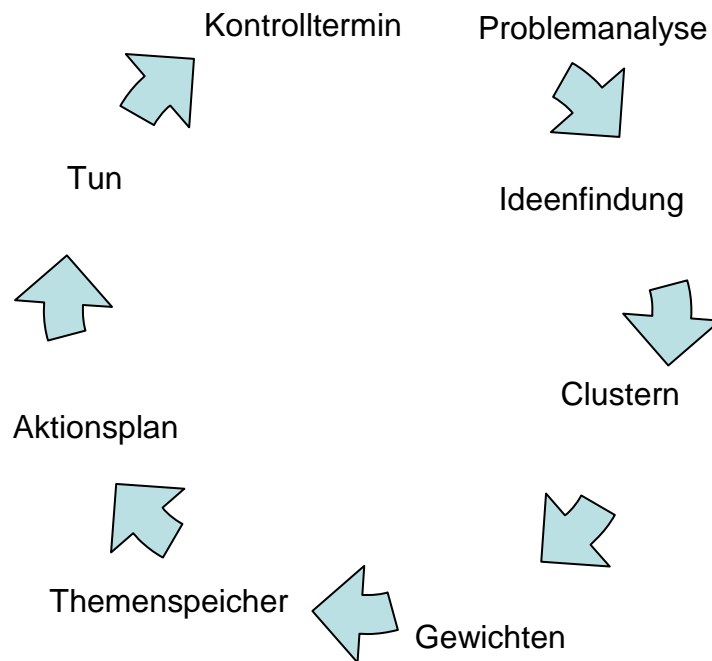 Kontrolltermin
Problemanalyse
Ideenfindung
Clustern
Gewichten
Themenspeicher
Aktionsplan
Tun